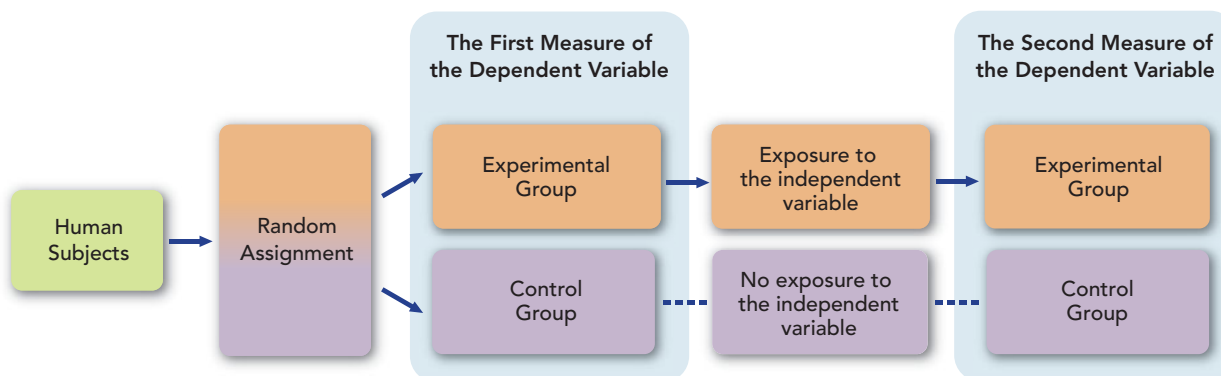 The First Measure of
the Dependent Variable
The Second Measure of
the Dependent Variable
Human
Subjects
Random
Assignment
Experimental
Group
Exposure to
the independent
variable
Experimental
Group
Control
Group
No exposure to
the independent
variable
Control
Group